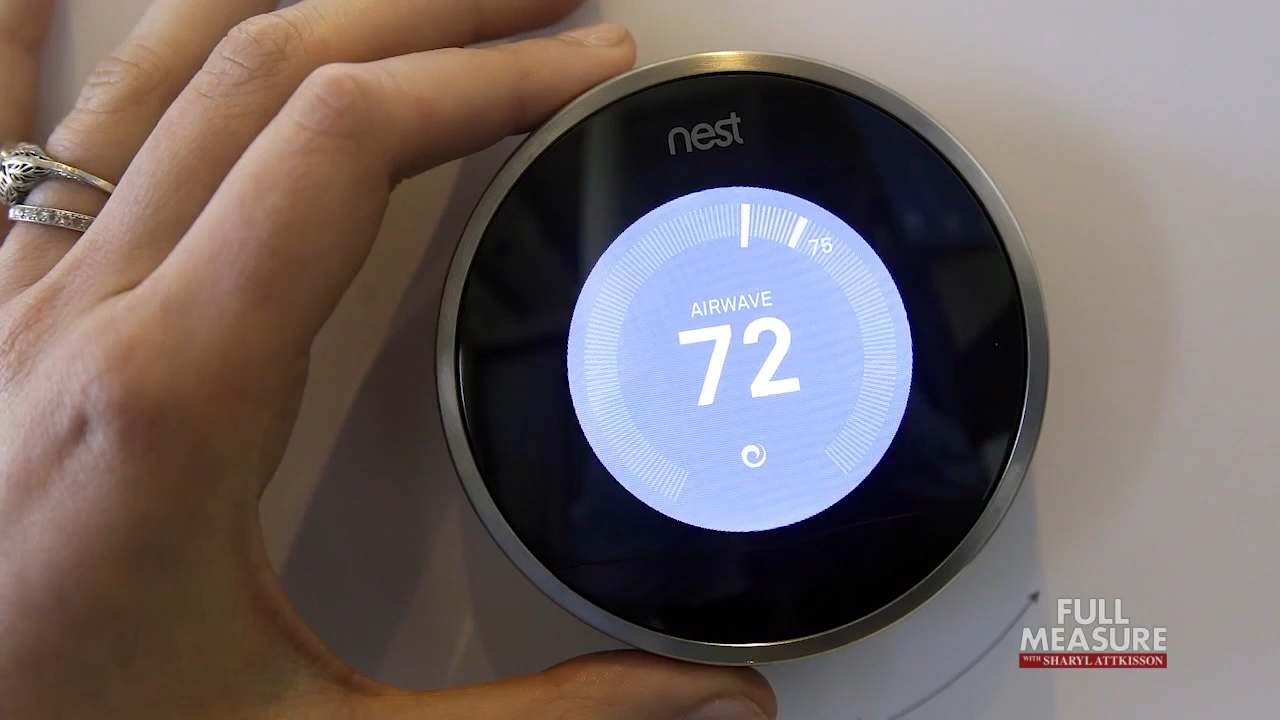 nest
75
AIRWAVE
72
FULL
MEASURE
WITH SHARYL ATTKISSON